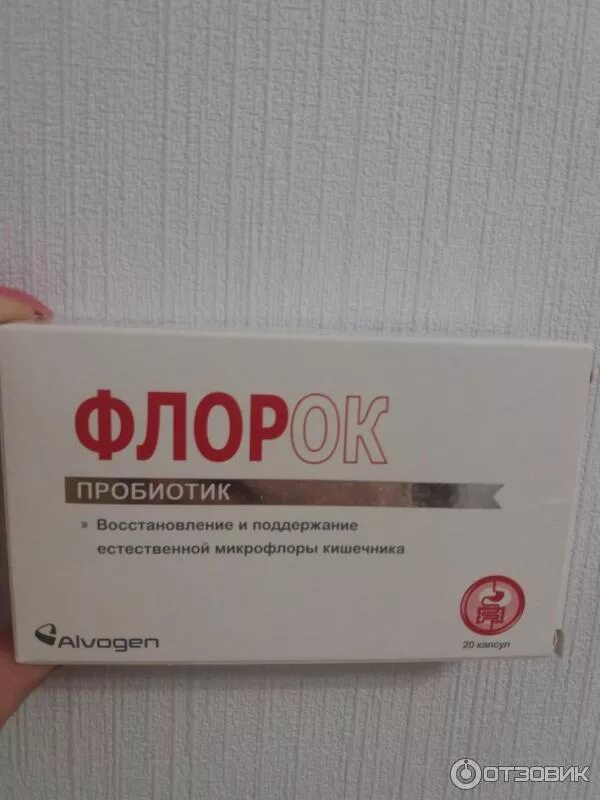 ФЛОРОК
ПРОБИОТИК
» Восстановление и поддержание
естественной микрофлоры кишечника
Alvogen
20 капсул
ОТЗОВИК